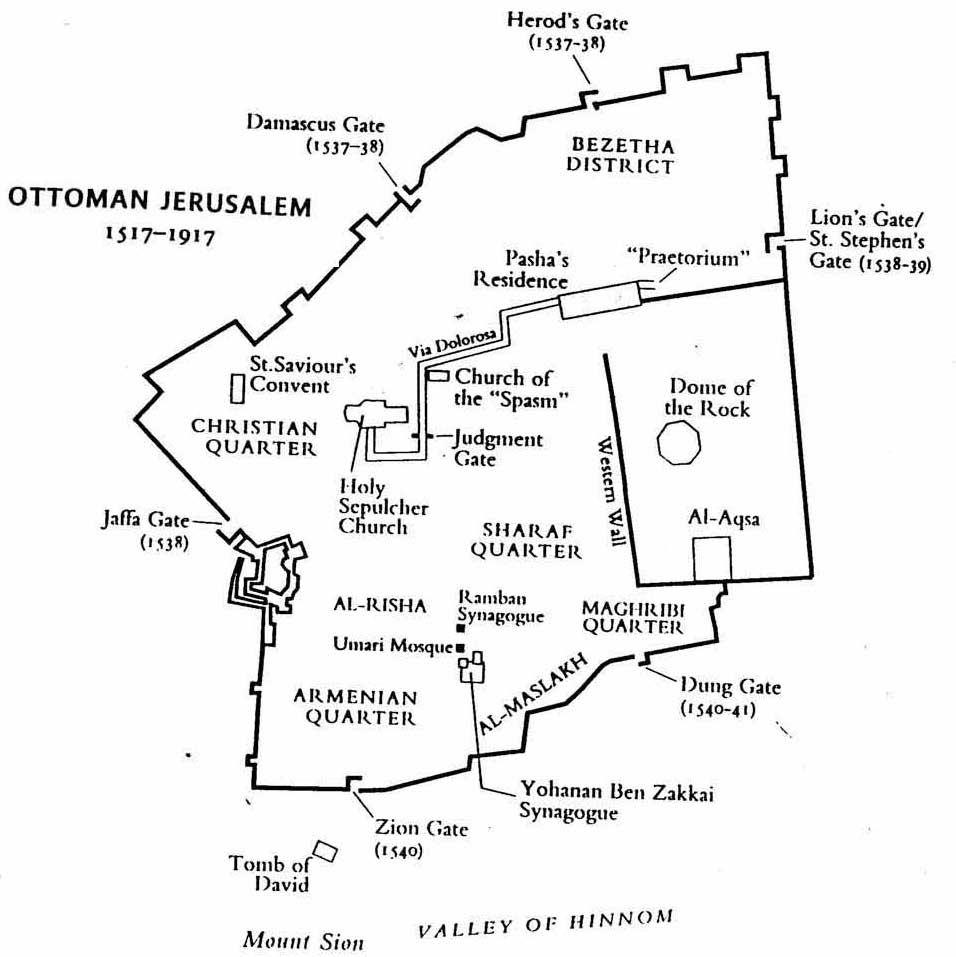 Herod's Gate
(1537-38)
Damascus Gate
(1537-38)
BEZETHA
DISTRICT
OTTOMAN JERUSALEM
1517–1917
Lion's Gate/
St. Stephen's
Gate (1538-39)
Pasha's
Residence
"Praetorium"
Via Dolorosa
St.Saviour's
Convent
Church of
the "Spasm"
Dome of
the Rock
CHRISTIAN
QUARTER
Judgment
Gate
Western Wall
Holy
Sepulcher
Church
Jaffa Gate
(1538)
SHARAF
QUARTER
Al-Aqsa
AL-RISHA
Ramban
Synagogue
MAGHRIBI
QUARTER
Umari Mosque
ARMENIAN
QUARTER
AL-MASLAKH
Dung Gate
(1540-41)
Yohanan Ben Zakkai
Synagogue
Zion Gate
(1540)
Tomb of
David
Mount Sion
VALLEY OF HINNOM